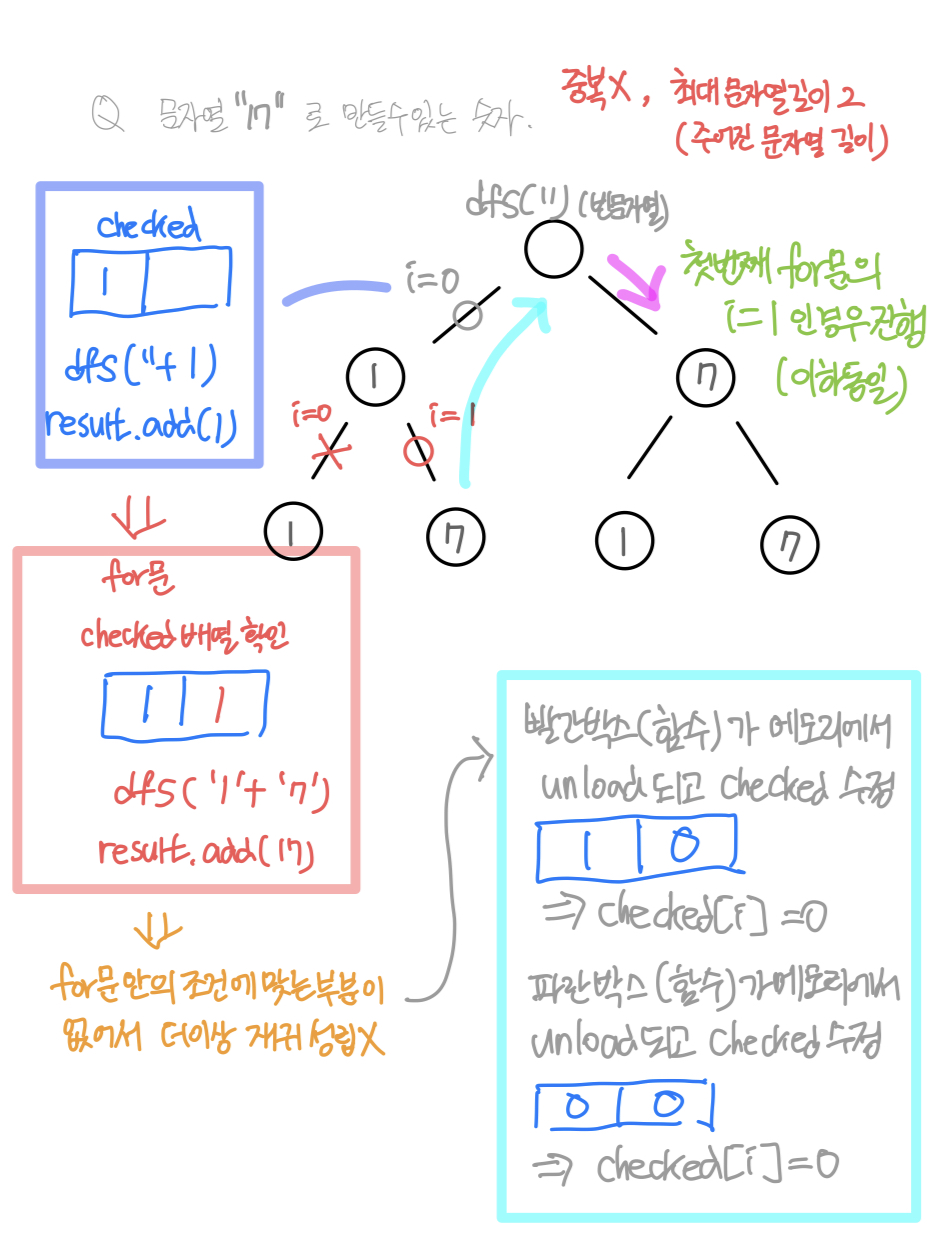 Q 문자열 "17" 로 만들수있는 숫자.
중복X, 최대 문자열길이 2
(주어진 문자열 길이)
dfs('') (빈문자열)
checked
1
dfs(''+1)
result.add(1)
i=0
첫번째 for문의
i=1 인경우진행
(이하동일)
1
7
i=0
i=1
1
7
1
7
for문
checked배열 확인
1 1
dfs('1'+'7')
result.add(17)
for문 안의 조건에 맞는부분이
없어서 더이상 재귀 성립X
빨간박스(함수)가 메모리에서
unload되고 checked 수정
1 0
=> checked[i]=0
파란박스(함수)가메모리에서
unload되고 checked 수정
0 0
=> checked[i]=0